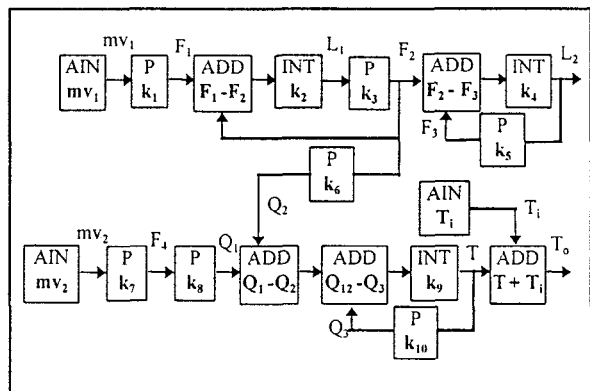 mv₁ F₁ L₁ F₂ L₂
AIN P ADD INT P ADD INT
mv₁ k₁ F₁ - F₂ k₂ k₃ F₂ - F₃ k₄
F₃ P
k₅
P
k₆
Q₂
AIN
Tᵢ
Tᵢ
mv₂ F₄ Q₁ T Tₒ
AIN P P ADD ADD INT ADD
mv₂ k₇ k₈ Q₁ - Q₂ Q₁₂ - Q₃ k₉ T + Tᵢ
Q₃ P
k₁₀